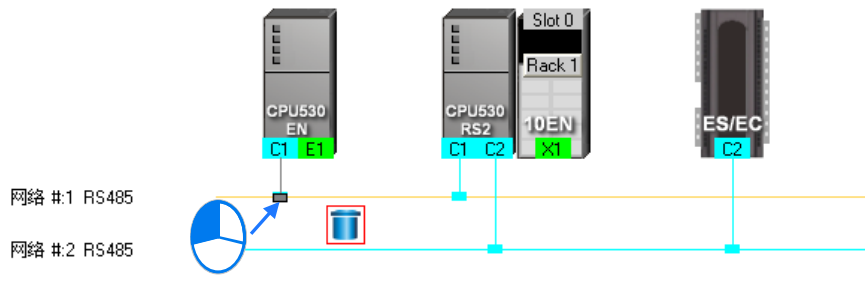 Slot 0
Rack 1
CPU530
EN
C1 E1
CPU530
RS2
C1 C2
10EN
X1
ES/EC
C2
网络 #:1 RS485
网络 #:2 RS485